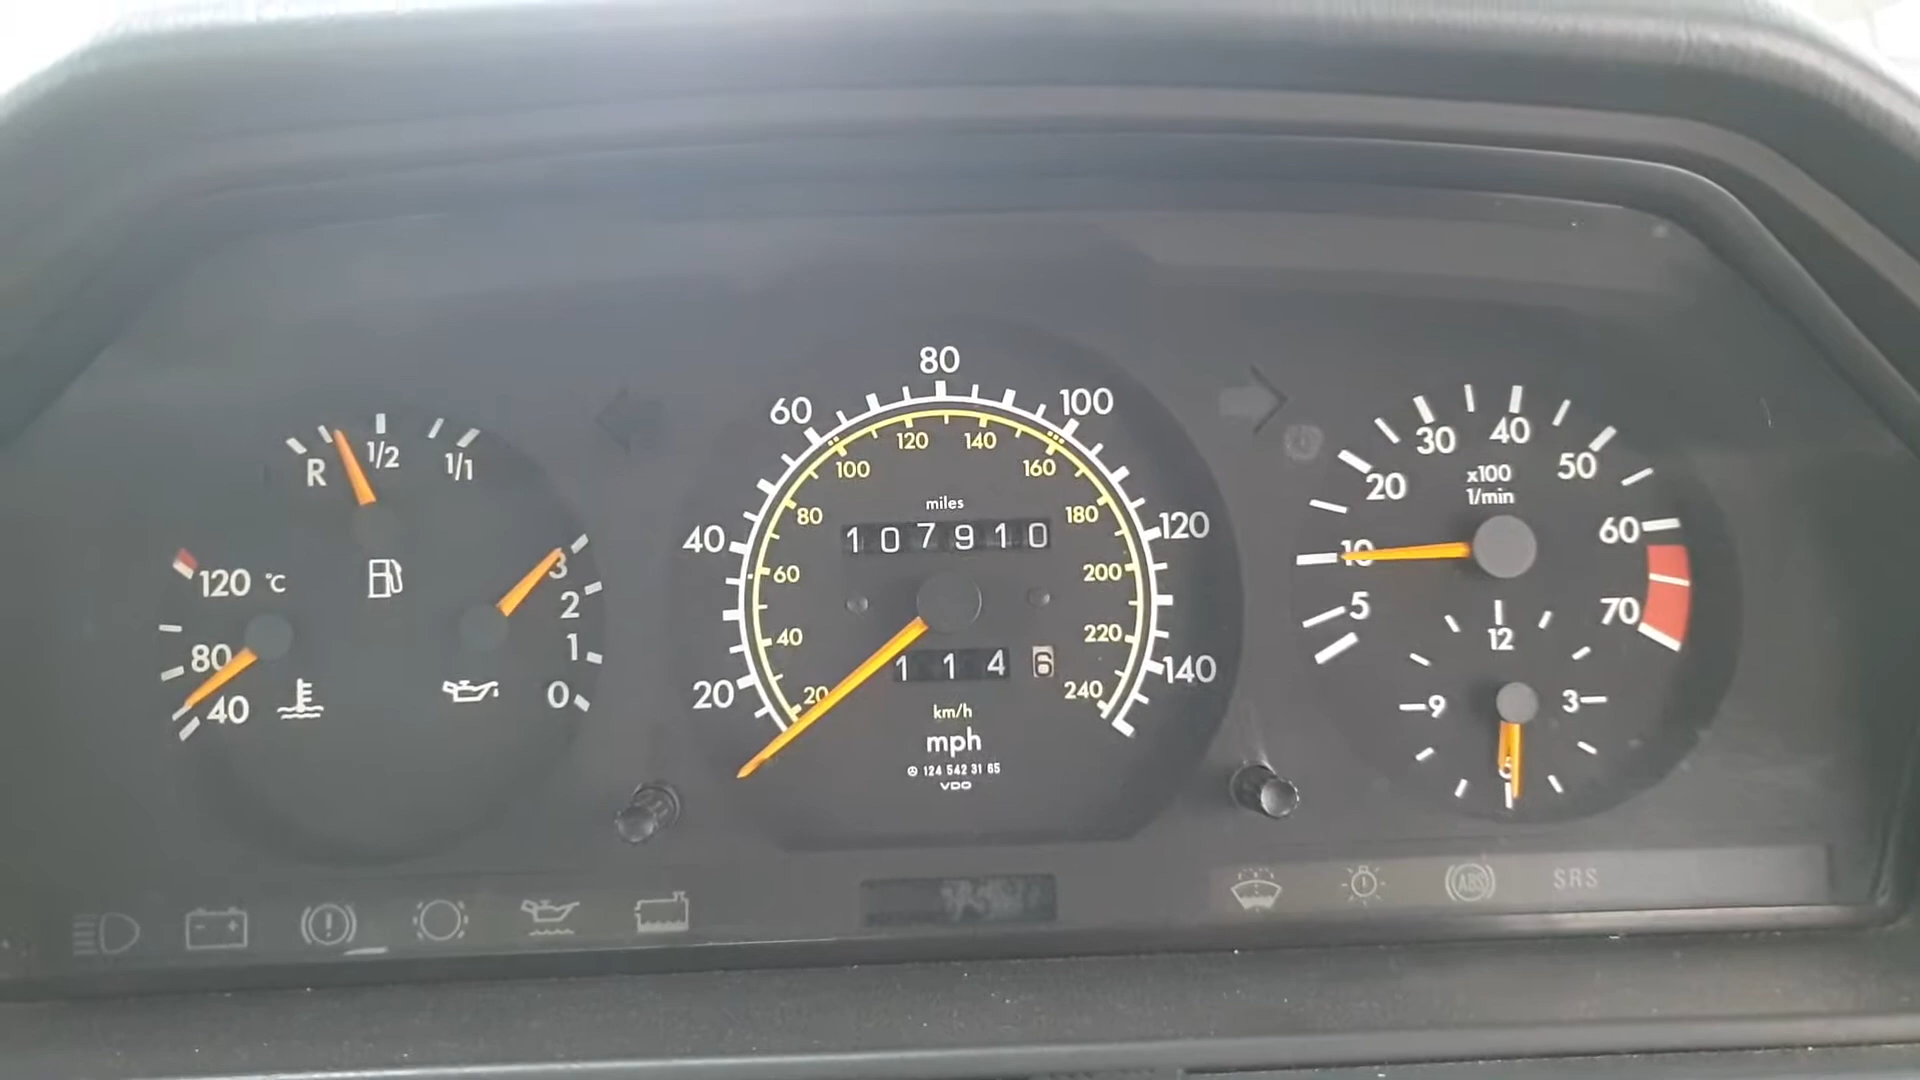 R 1/2 1/1
120 °C
80
40
3
2
1
0
20 40 60 80 100 120 140
20 40 60 80 100 120 140 160 180 200 220 240
miles
107910
1146
km/h
mph
124 542 31 65
VDO
5 10 20 30 40 50 60 70
x100
1/min
12
9 3
6
ABS
SRS